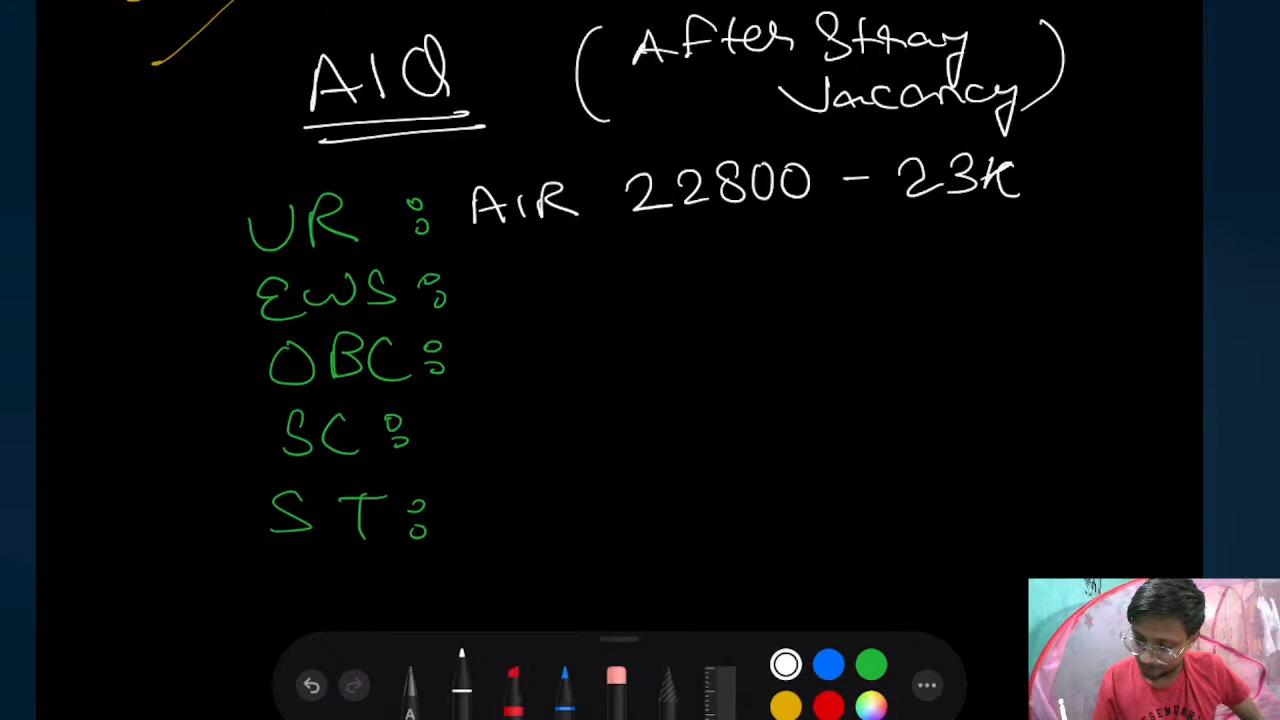 AIQ (After Stray
Vacancy)
UR : AIR 22800 - 23K
EWS :
OBC :
SC :
ST :
A